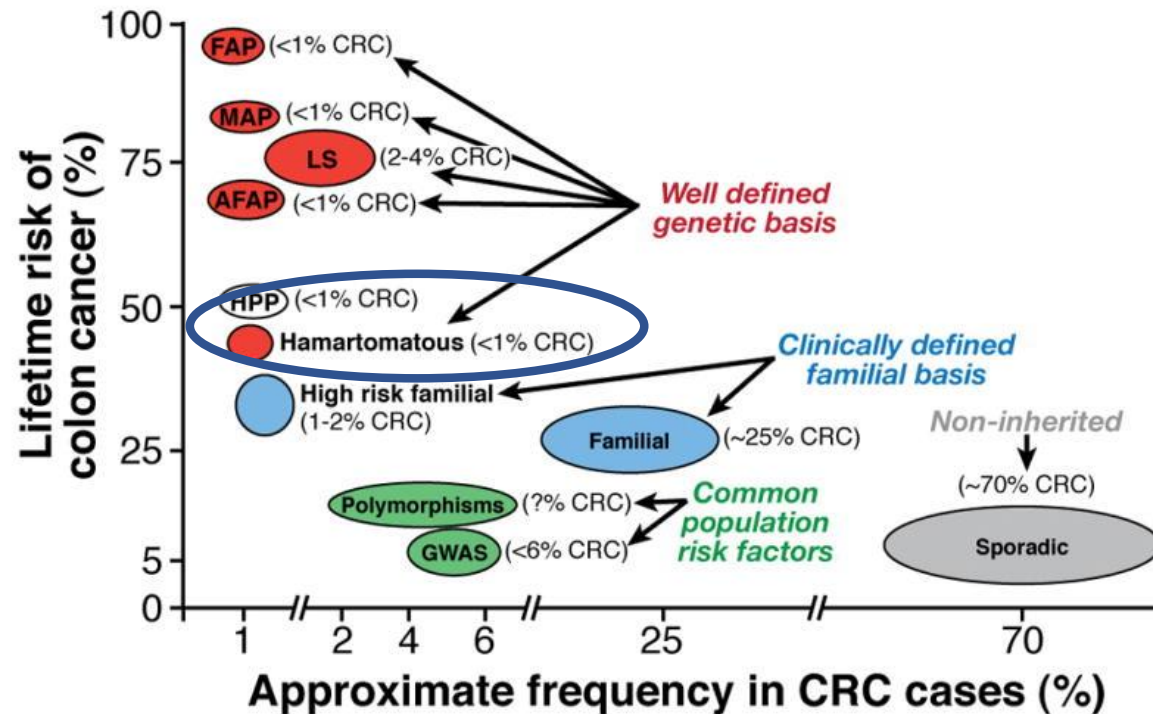 100
FAP (<1% CRC)
MAP (<1% CRC)
LS (2-4% CRC)
75
AFAP (<1% CRC)
Well defined
genetic basis
HPP (<1% CRC)
50
Hamartomatous (<1% CRC)
Clinically defined
familial basis
High risk familial
(1-2% CRC)
25
Familial (~25% CRC)
Non-inherited
(~70% CRC)
Polymorphisms (?% CRC)
GWAS (<6% CRC)
Common
population
risk factors
Sporadic
5
0
Lifetime risk of
colon cancer (%)
1 // 2 4 6 // 25 // 70
Approximate frequency in CRC cases (%)